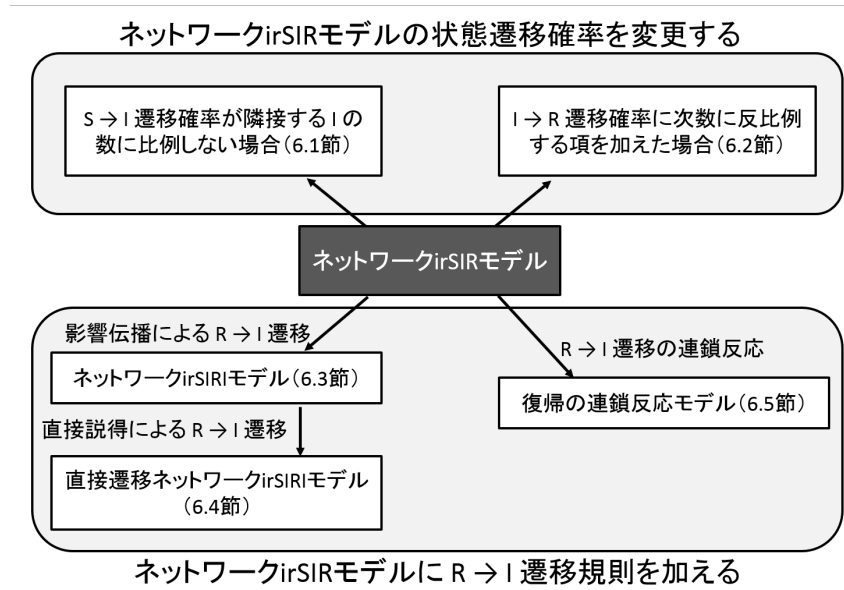 ネットワークirSIRモデルの状態遷移確率を変更する
S → I 遷移確率が隣接する I の
数に比例しない場合（6.1節）
I → R 遷移確率に次数に反比例
する項を加えた場合（6.2節）
ネットワークirSIRモデル
影響伝播による R → I 遷移
ネットワークirSIRIモデル（6.3節）
直接説得による R → I 遷移
直接遷移ネットワークirSIRIモデル
（6.4節）
R → I 遷移の連鎖反応
復帰の連鎖反応モデル（6.5節）
ネットワークirSIRモデルに R → I 遷移規則を加える